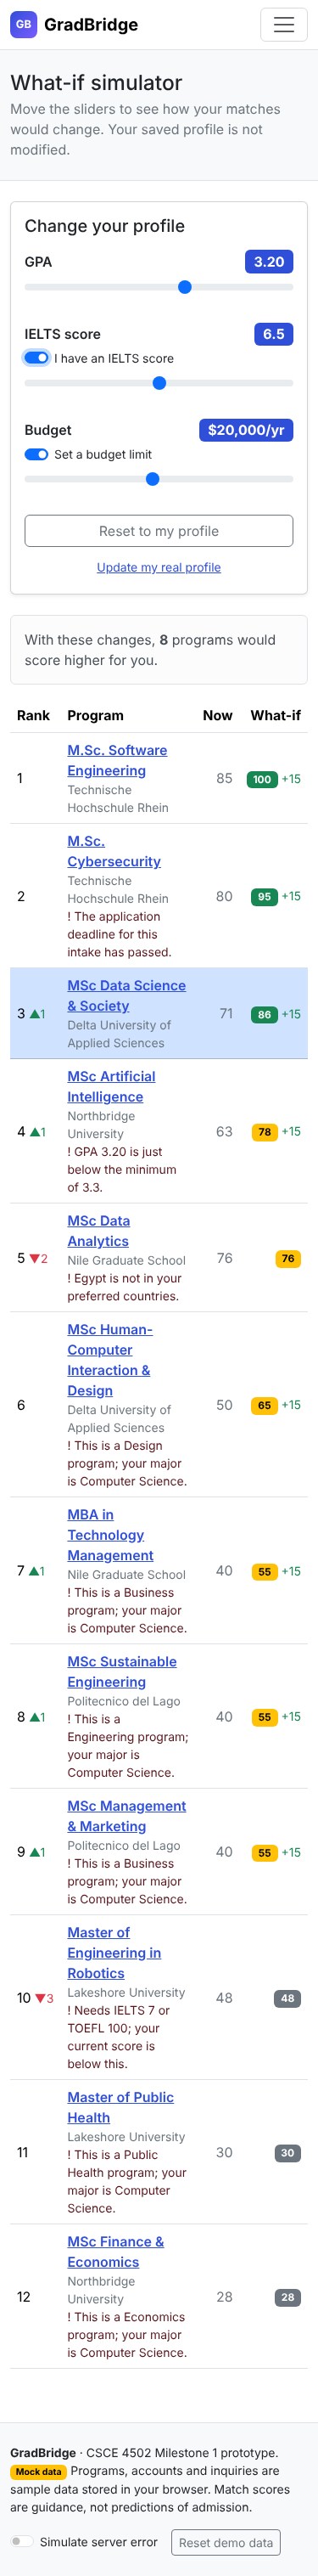 GB GradBridge
What-if simulator
Move the sliders to see how your matches
would change. Your saved profile is not
modified.
Change your profile
GPA 3.20
IELTS score 6.5
I have an IELTS score
Budget $20,000/yr
Set a budget limit
Reset to my profile
Update my real profile
With these changes, 8 programs would
score higher for you.
Rank Program Now What-if
M.Sc. Software
Engineering
1 85 100 +15
Technische
Hochschule Rhein
M.Sc.
Cybersecurity
Technische
2 80 95 +15
Hochschule Rhein
! The application
deadline for this
intake has passed.
MSc Data Science
& Society
3 ▲1 71 86 +15
Delta University of
Applied Sciences
MSc Artificial
Intelligence
Northbridge
University
4 ▲1 63 78 +15
! GPA 3.20 is just
below the minimum
of 3.3.
MSc Data
Analytics
5 ▼2 76 76
Nile Graduate School
! Egypt is not in your
preferred countries.
MSc Human-
Computer
Interaction &
Design
6 50 65 +15
Delta University of
Applied Sciences
! This is a Design
program; your major
is Computer Science.
MBA in
Technology
Management
7 ▲1 40 55 +15
Nile Graduate School
! This is a Business
program; your major
is Computer Science.
MSc Sustainable
Engineering
Politecnico del Lago
8 ▲1 40 55 +15
! This is a
Engineering program;
your major is
Computer Science.
MSc Management
& Marketing
Politecnico del Lago
9 ▲1 40 55 +15
! This is a Business
program; your major
is Computer Science.
Master of
Engineering in
Robotics
Lakeshore University
10 ▼3 48 48
! Needs IELTS 7 or
TOEFL 100; your
current score is
below this.
Master of Public
Health
Lakeshore University
11 30 30
! This is a Public
Health program; your
major is Computer
Science.
MSc Finance &
Economics
Northbridge
University
12 28 28
! This is a Economics
program; your major
is Computer Science.
GradBridge · CSCE 4502 Milestone 1 prototype.
Mock data Programs, accounts and inquiries are
sample data stored in your browser. Match scores
are guidance, not predictions of admission.
Simulate server error Reset demo data